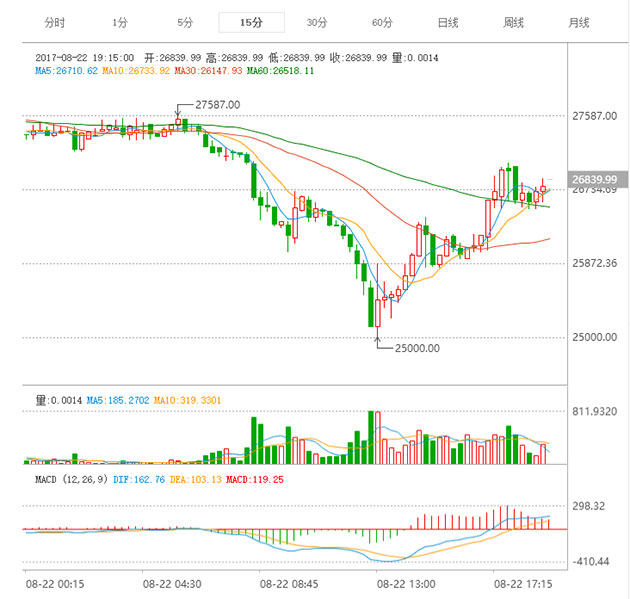 分时 1分 5分 15分 30分 60分 日线 周线 月线
2017-08-22 19:15:00 开:26839.99 高:26839.99 低:26839.99 收:26839.99 量:0.0014
MA5:26710.62 MA10:26733.92 MA30:26147.93 MA60:26518.11
27587.00
27587.00
26839.99
26734.69
25872.36
25000.00
25000.00
量:0.0014 MA5:185.2702 MA10:319.3301
811.9320
MACD (12,26,9) DIF:162.76 DEA:103.13 MACD:119.25
298.32
-410.44
08-22 00:15 08-22 04:30 08-22 08:45 08-22 13:00 08-22 17:15